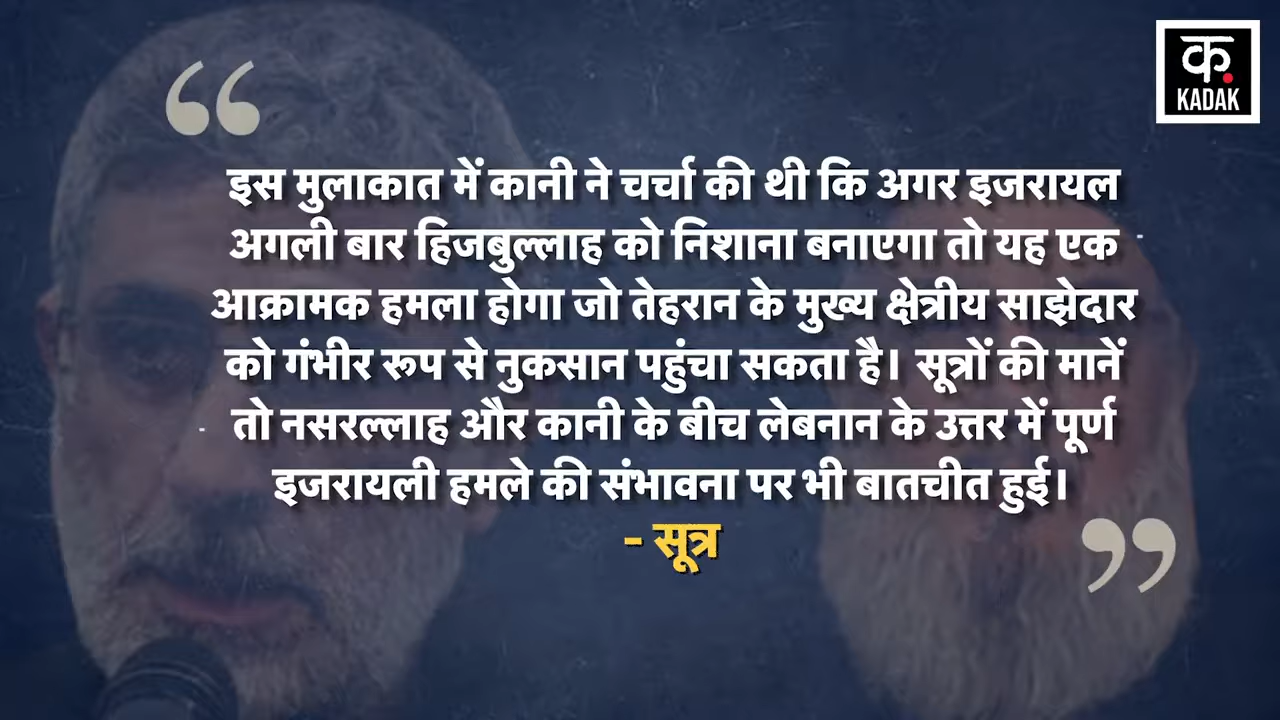 क.
KADAK
“
इस मुलाकात में कानी ने चर्चा की थी कि अगर इजरायल
अगली बार हिजबुल्लाह को निशाना बनाएगा तो यह एक
आक्रामक हमला होगा जो तेहरान के मुख्य क्षेत्रीय साझेदार
को गंभीर रूप से नुकसान पहुंचा सकता है। सूत्रों की मानें
तो नसरल्लाह और कानी के बीच लेबनान के उत्तर में पूर्ण
इजरायली हमले की संभावना पर भी बातचीत हुई।
- सूत्र
”